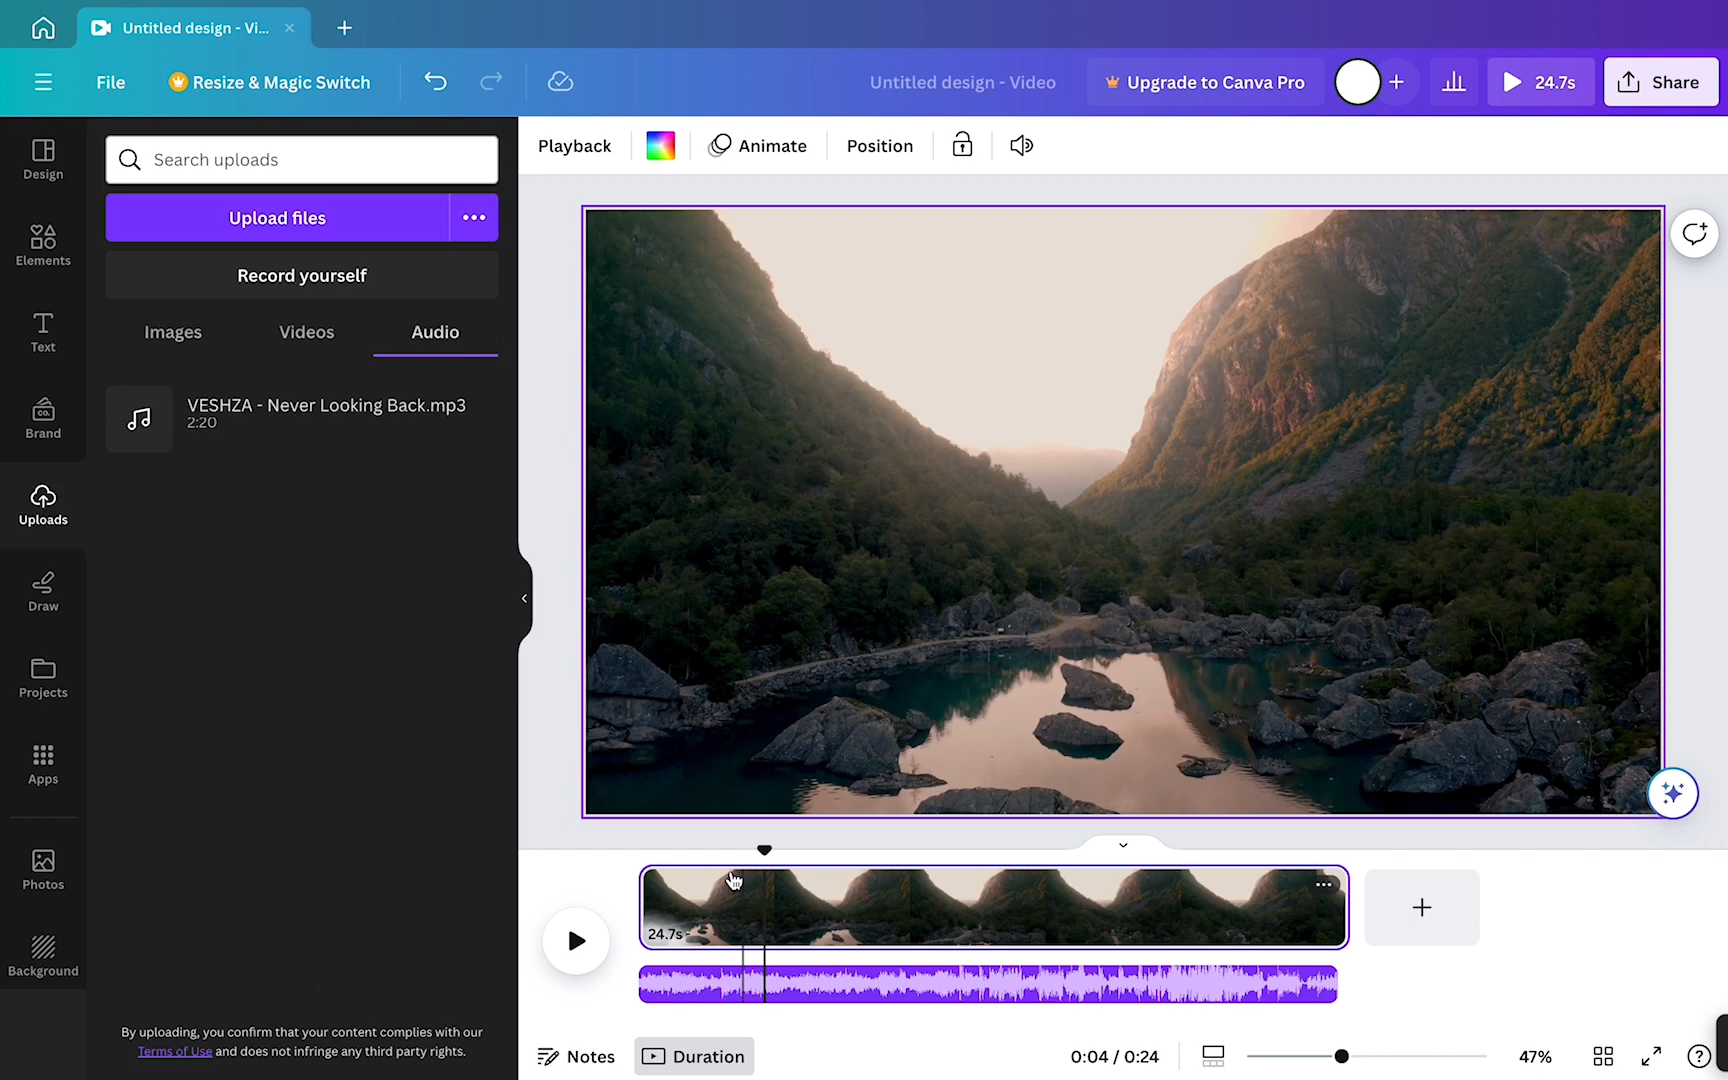 Untitled design - Vi...
File
Resize & Magic Switch
Untitled design - Video
Upgrade to Canva Pro
24.7s
Share
Design
Elements
Text
Brand
co.
Uploads
Draw
Projects
Apps
Photos
Background
Search uploads
Upload files
Record yourself
Images
Videos
Audio
VESHZA - Never Looking Back.mp3
2:20
By uploading, you confirm that your content complies with our
Terms of Use and does not infringe any third party rights.
Playback
Animate
Position
24.7s
Notes
Duration
0:04 / 0:24
47%